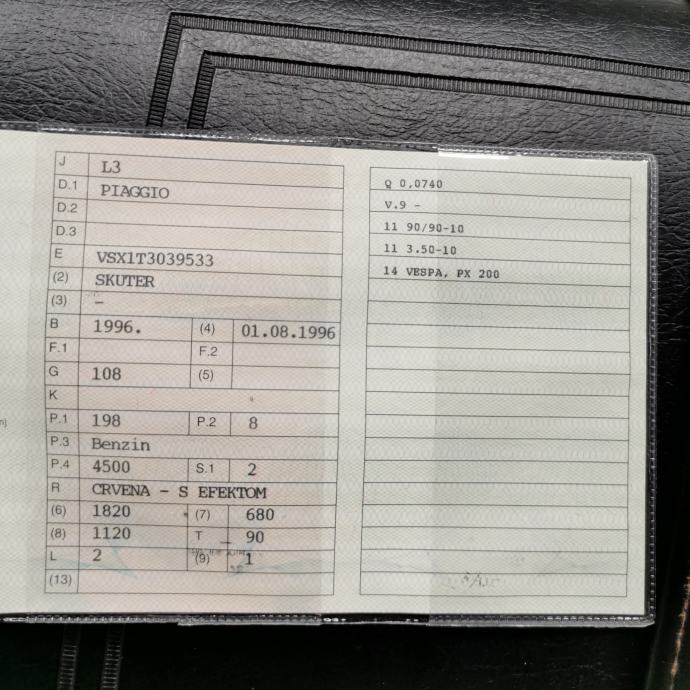 J L3
D.1 PIAGGIO
D.2
D.3
E VSX1T3039533
(2) SKUTER
(3) –
B 1996. (4) 01.08.1996
F.1 F.2
G 108 (5)
K
P.1 198 P.2 8
P.3 Benzin
P.4 4500 S.1 2
R CRVENA – S EFEKTOM
(6) 1820 (7) 680
(8) 1120 T 90
L 2 (9) 1
(13)
Q 0,0740
V.9 -
11 90/90-10
11 3.50-10
14 VESPA, PX 200